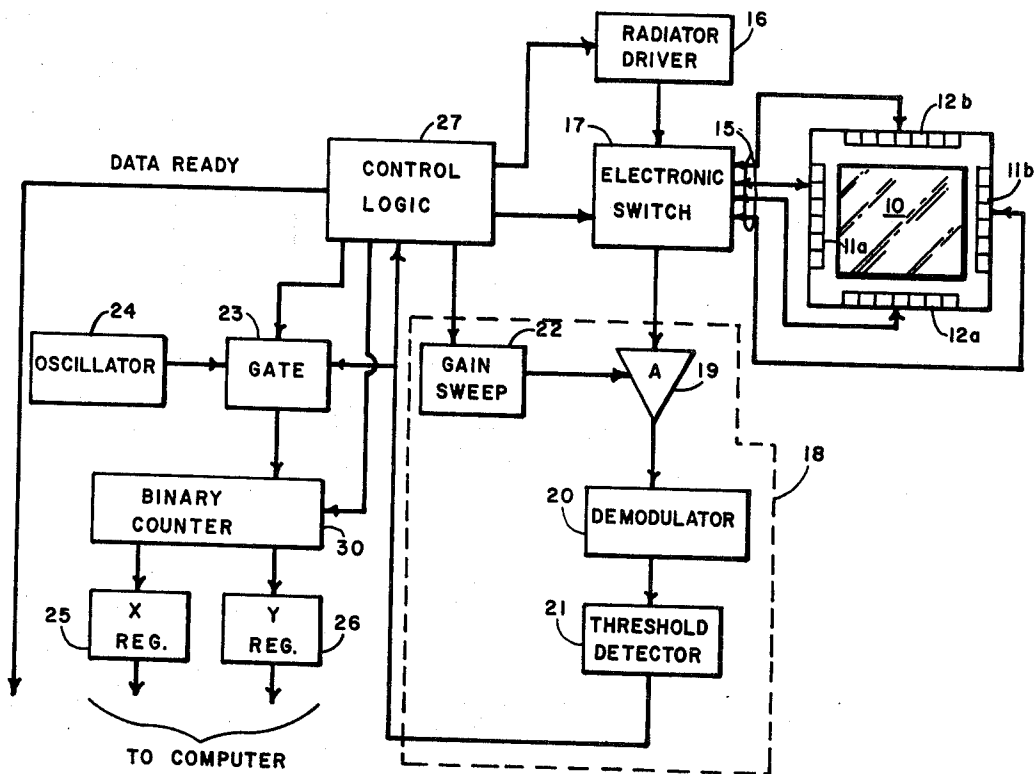 16
RADIATOR
DRIVER
27
17
15
12b
DATA READY
CONTROL
LOGIC
ELECTRONIC
SWITCH
10
11b
11a
12a
24
23
22
OSCILLATOR
GATE
GAIN
SWEEP
A
19
18
BINARY
COUNTER
30
20
DEMODULATOR
25
X
REG.
Y
REG.
26
21
THRESHOLD
DETECTOR
TO COMPUTER